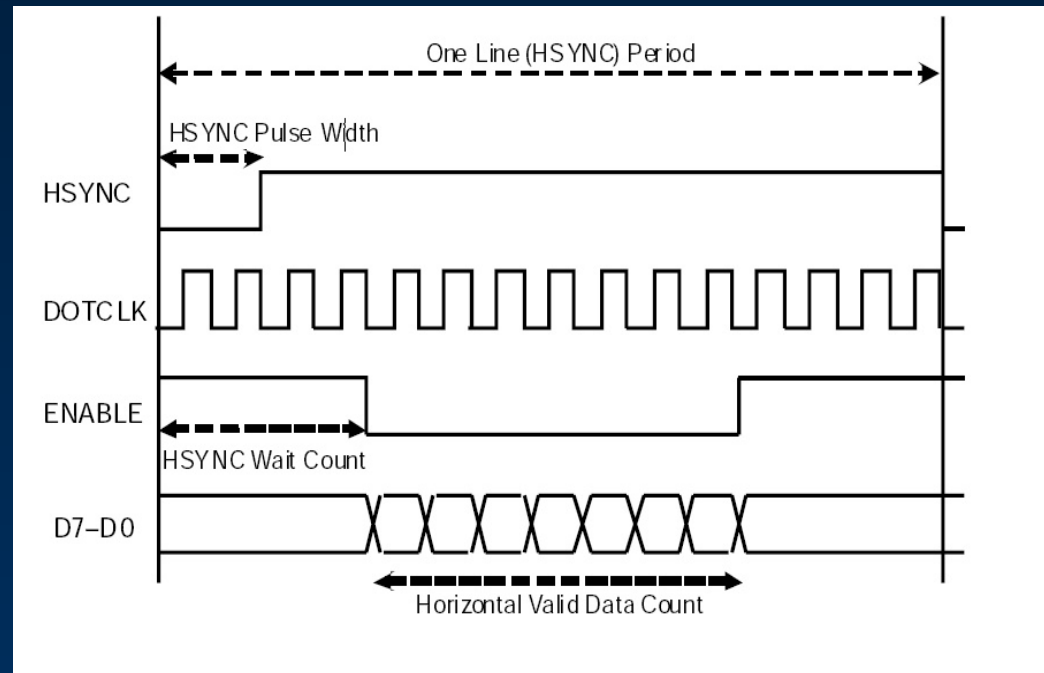 One Line (HSYNC) Period
HSYNC Pulse Width
HSYNC
DOTCLK
ENABLE
HSYNC Wait Count
D7–D0
Horizontal Valid Data Count